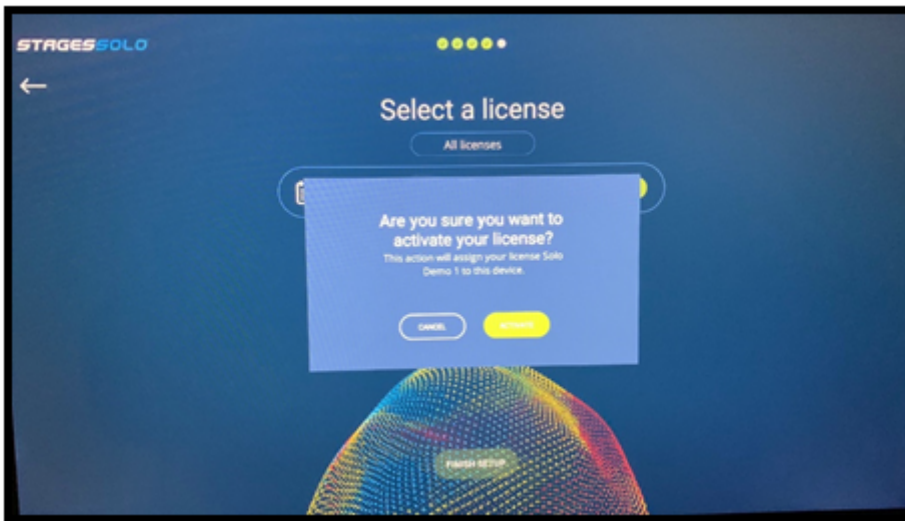 STAGESSOLO
Select a license
All licenses
Are you sure you want to
activate your license?
This action will assign your license Solo
Demo 1 to this device.
CANCEL
ACTIVATE
FINISH SETUP